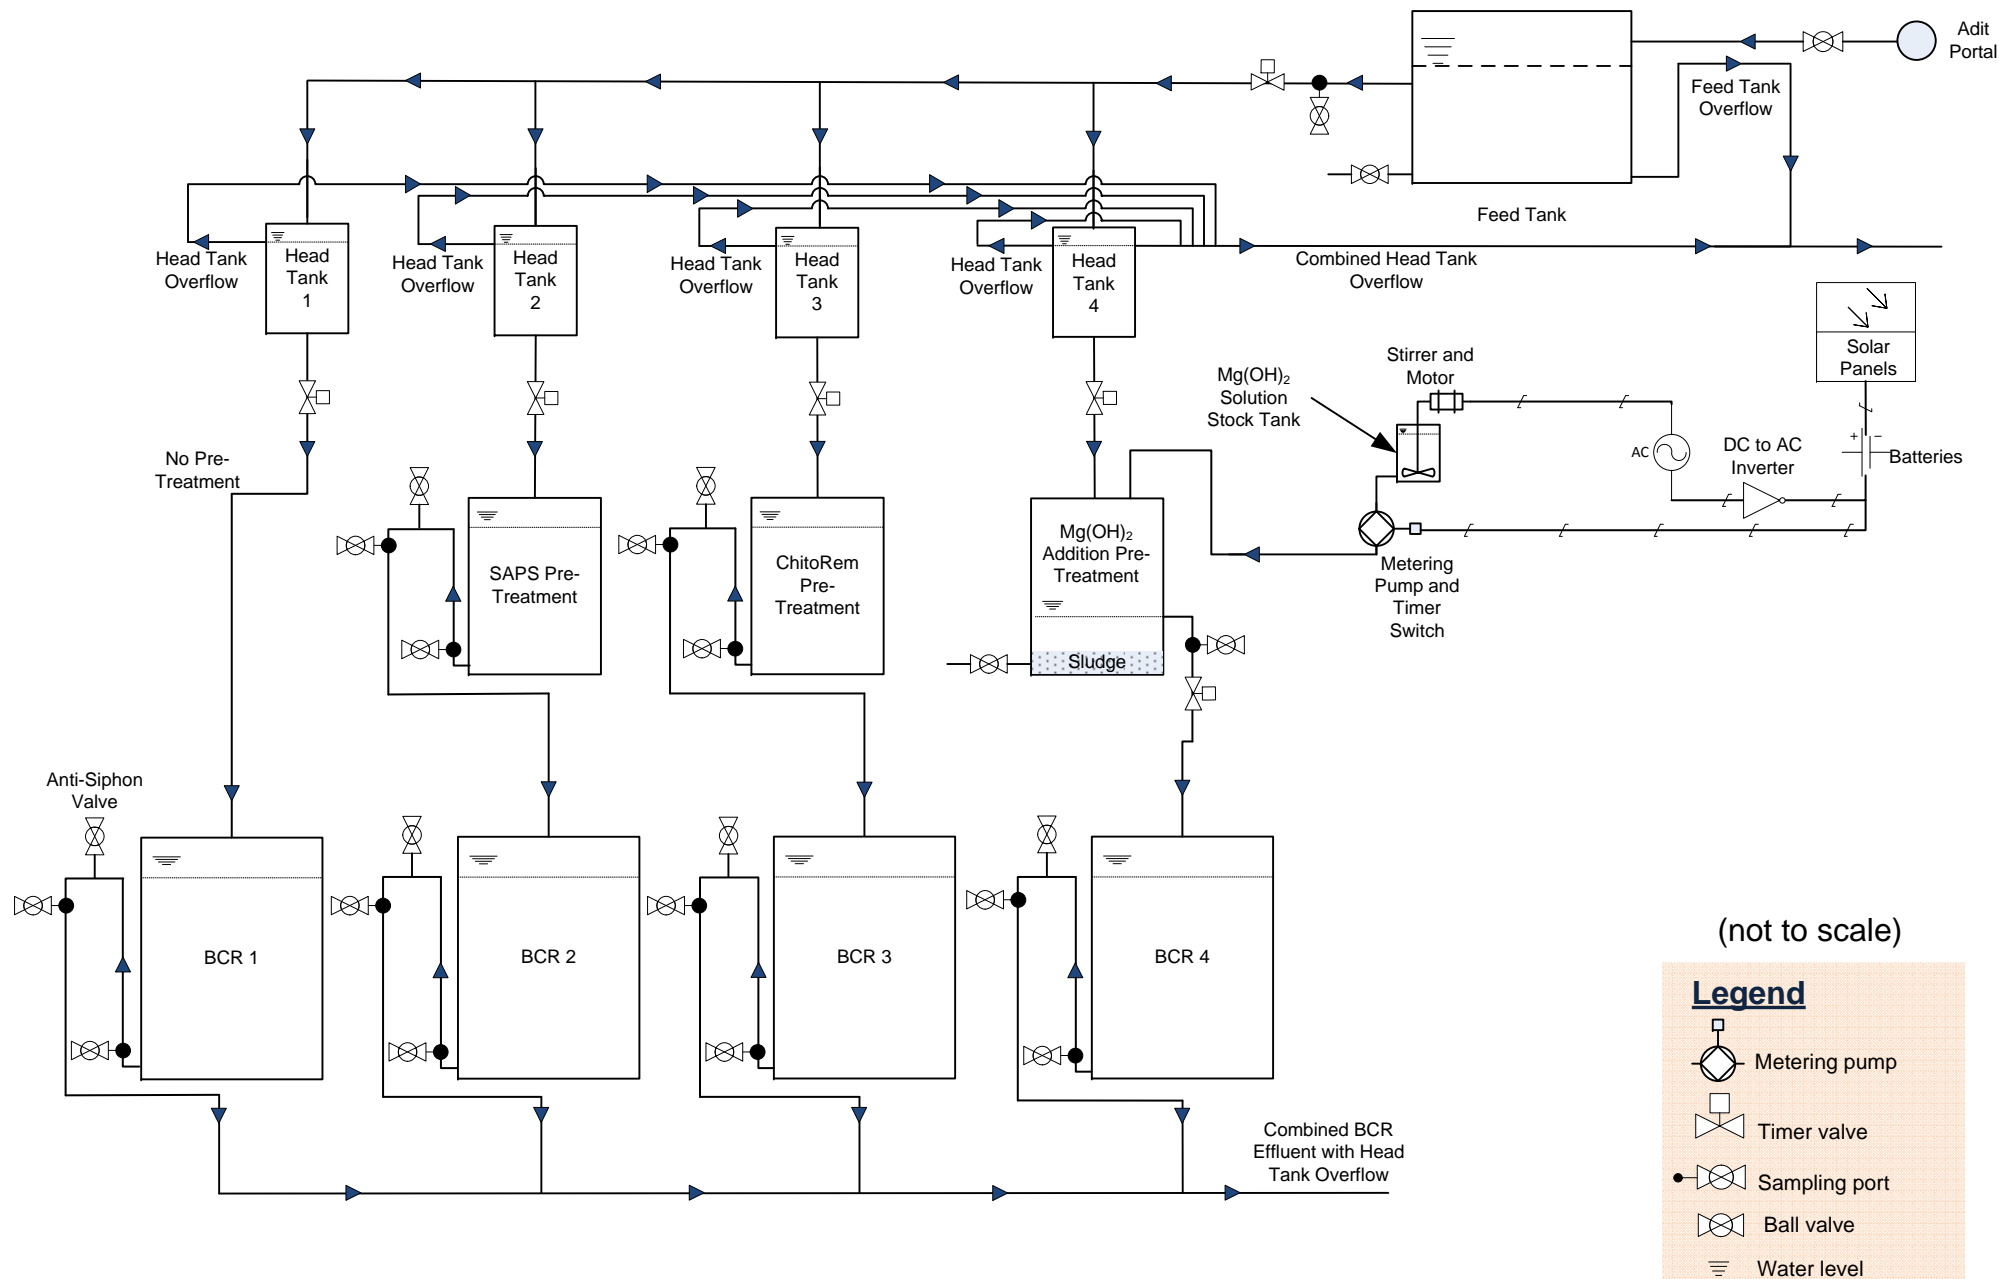 Adit
Portal
Feed Tank
Overflow
Feed Tank
Head Tank
Overflow
Head
Tank
1
Head Tank
Overflow
Head
Tank
2
Head Tank
Overflow
Head
Tank
3
Head Tank
Overflow
Head
Tank
4
Combined Head Tank
Overflow
Solar
Panels
Stirrer and
Motor
Mg(OH)₂
Solution
Stock Tank
AC
DC to AC
Inverter
+ −
Batteries
No Pre-
Treatment
SAPS Pre-
Treatment
ChitoRem
Pre-
Treatment
Mg(OH)₂
Addition Pre-
Treatment
Sludge
Metering
Pump and
Timer
Switch
Anti-Siphon
Valve
BCR 1
BCR 2
BCR 3
BCR 4
Combined BCR
Effluent with Head
Tank Overflow
(not to scale)
Legend
Metering pump
Timer valve
Sampling port
Ball valve
Water level